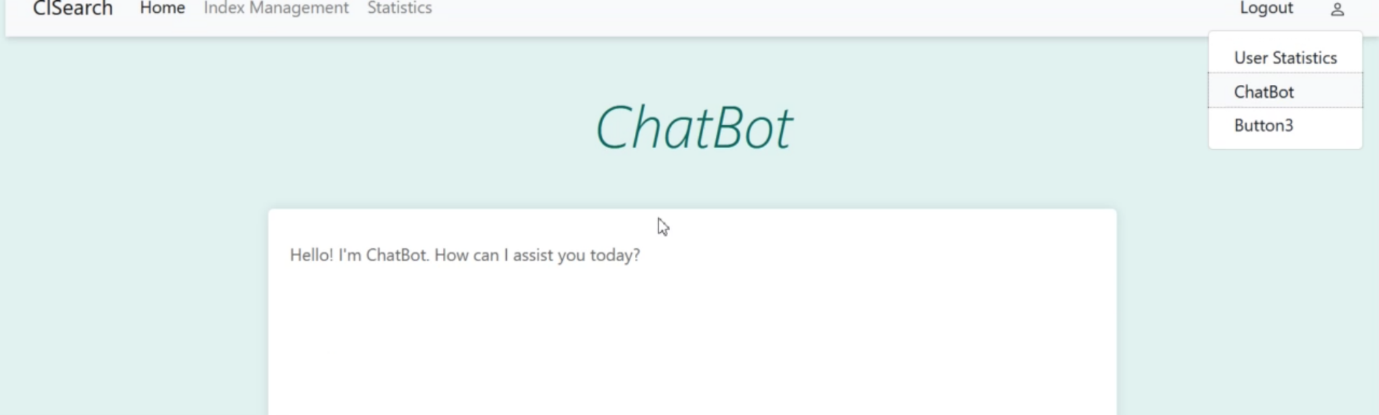 CISearch Home Index Management Statistics Logout
User Statistics
ChatBot
Button3
ChatBot
Hello! I'm ChatBot. How can I assist you today?